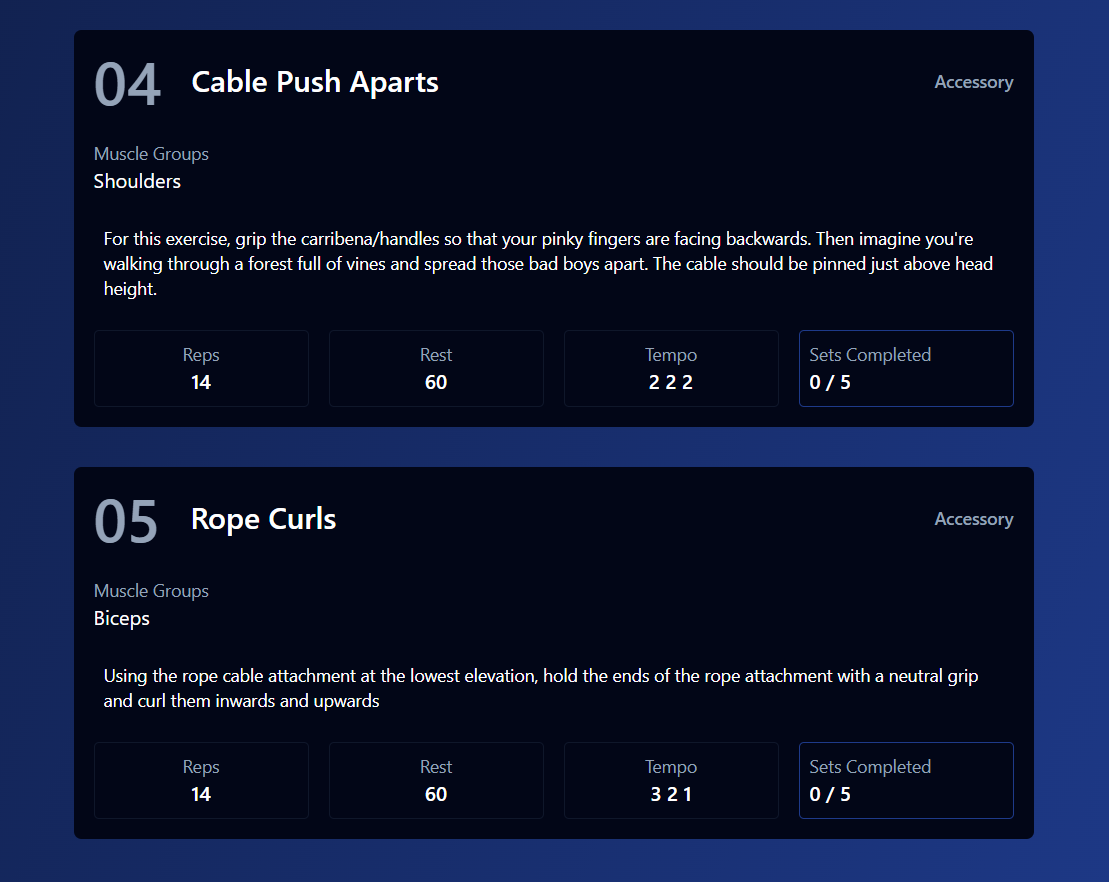 04 Cable Push Aparts Accessory
Muscle Groups
Shoulders
For this exercise, grip the carribena/handles so that your pinky fingers are facing backwards. Then imagine you're
walking through a forest full of vines and spread those bad boys apart. The cable should be pinned just above head
height.
Reps Rest Tempo Sets Completed
14 60 2 2 2 0 / 5
05 Rope Curls Accessory
Muscle Groups
Biceps
Using the rope cable attachment at the lowest elevation, hold the ends of the rope attachment with a neutral grip
and curl them inwards and upwards
Reps Rest Tempo Sets Completed
14 60 3 2 1 0 / 5